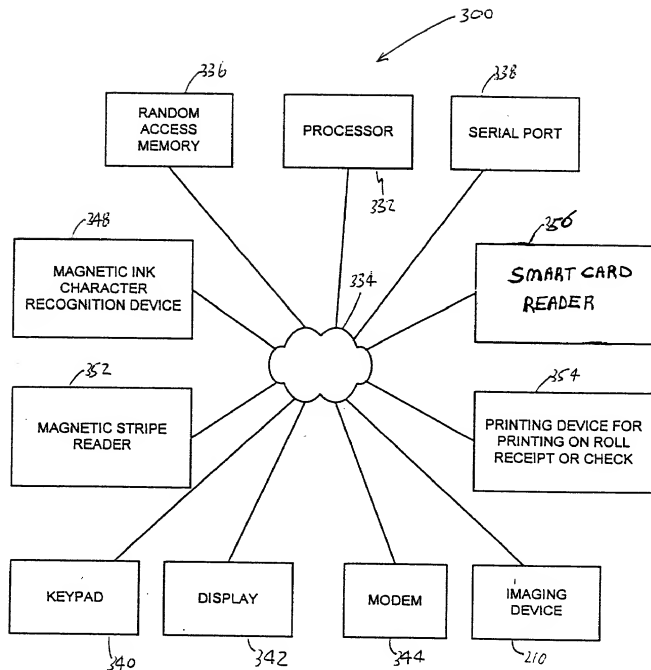 300
336
338
RANDOM
ACCESS
MEMORY
PROCESSOR
SERIAL PORT
332
348
334
356
MAGNETIC INK
CHARACTER
RECOGNITION DEVICE
SMART CARD
READER
352
354
MAGNETIC STRIPE
READER
PRINTING DEVICE FOR
PRINTING ON ROLL
RECEIPT OR CHECK
KEYPAD
DISPLAY
MODEM
IMAGING
DEVICE
340
342
344
210